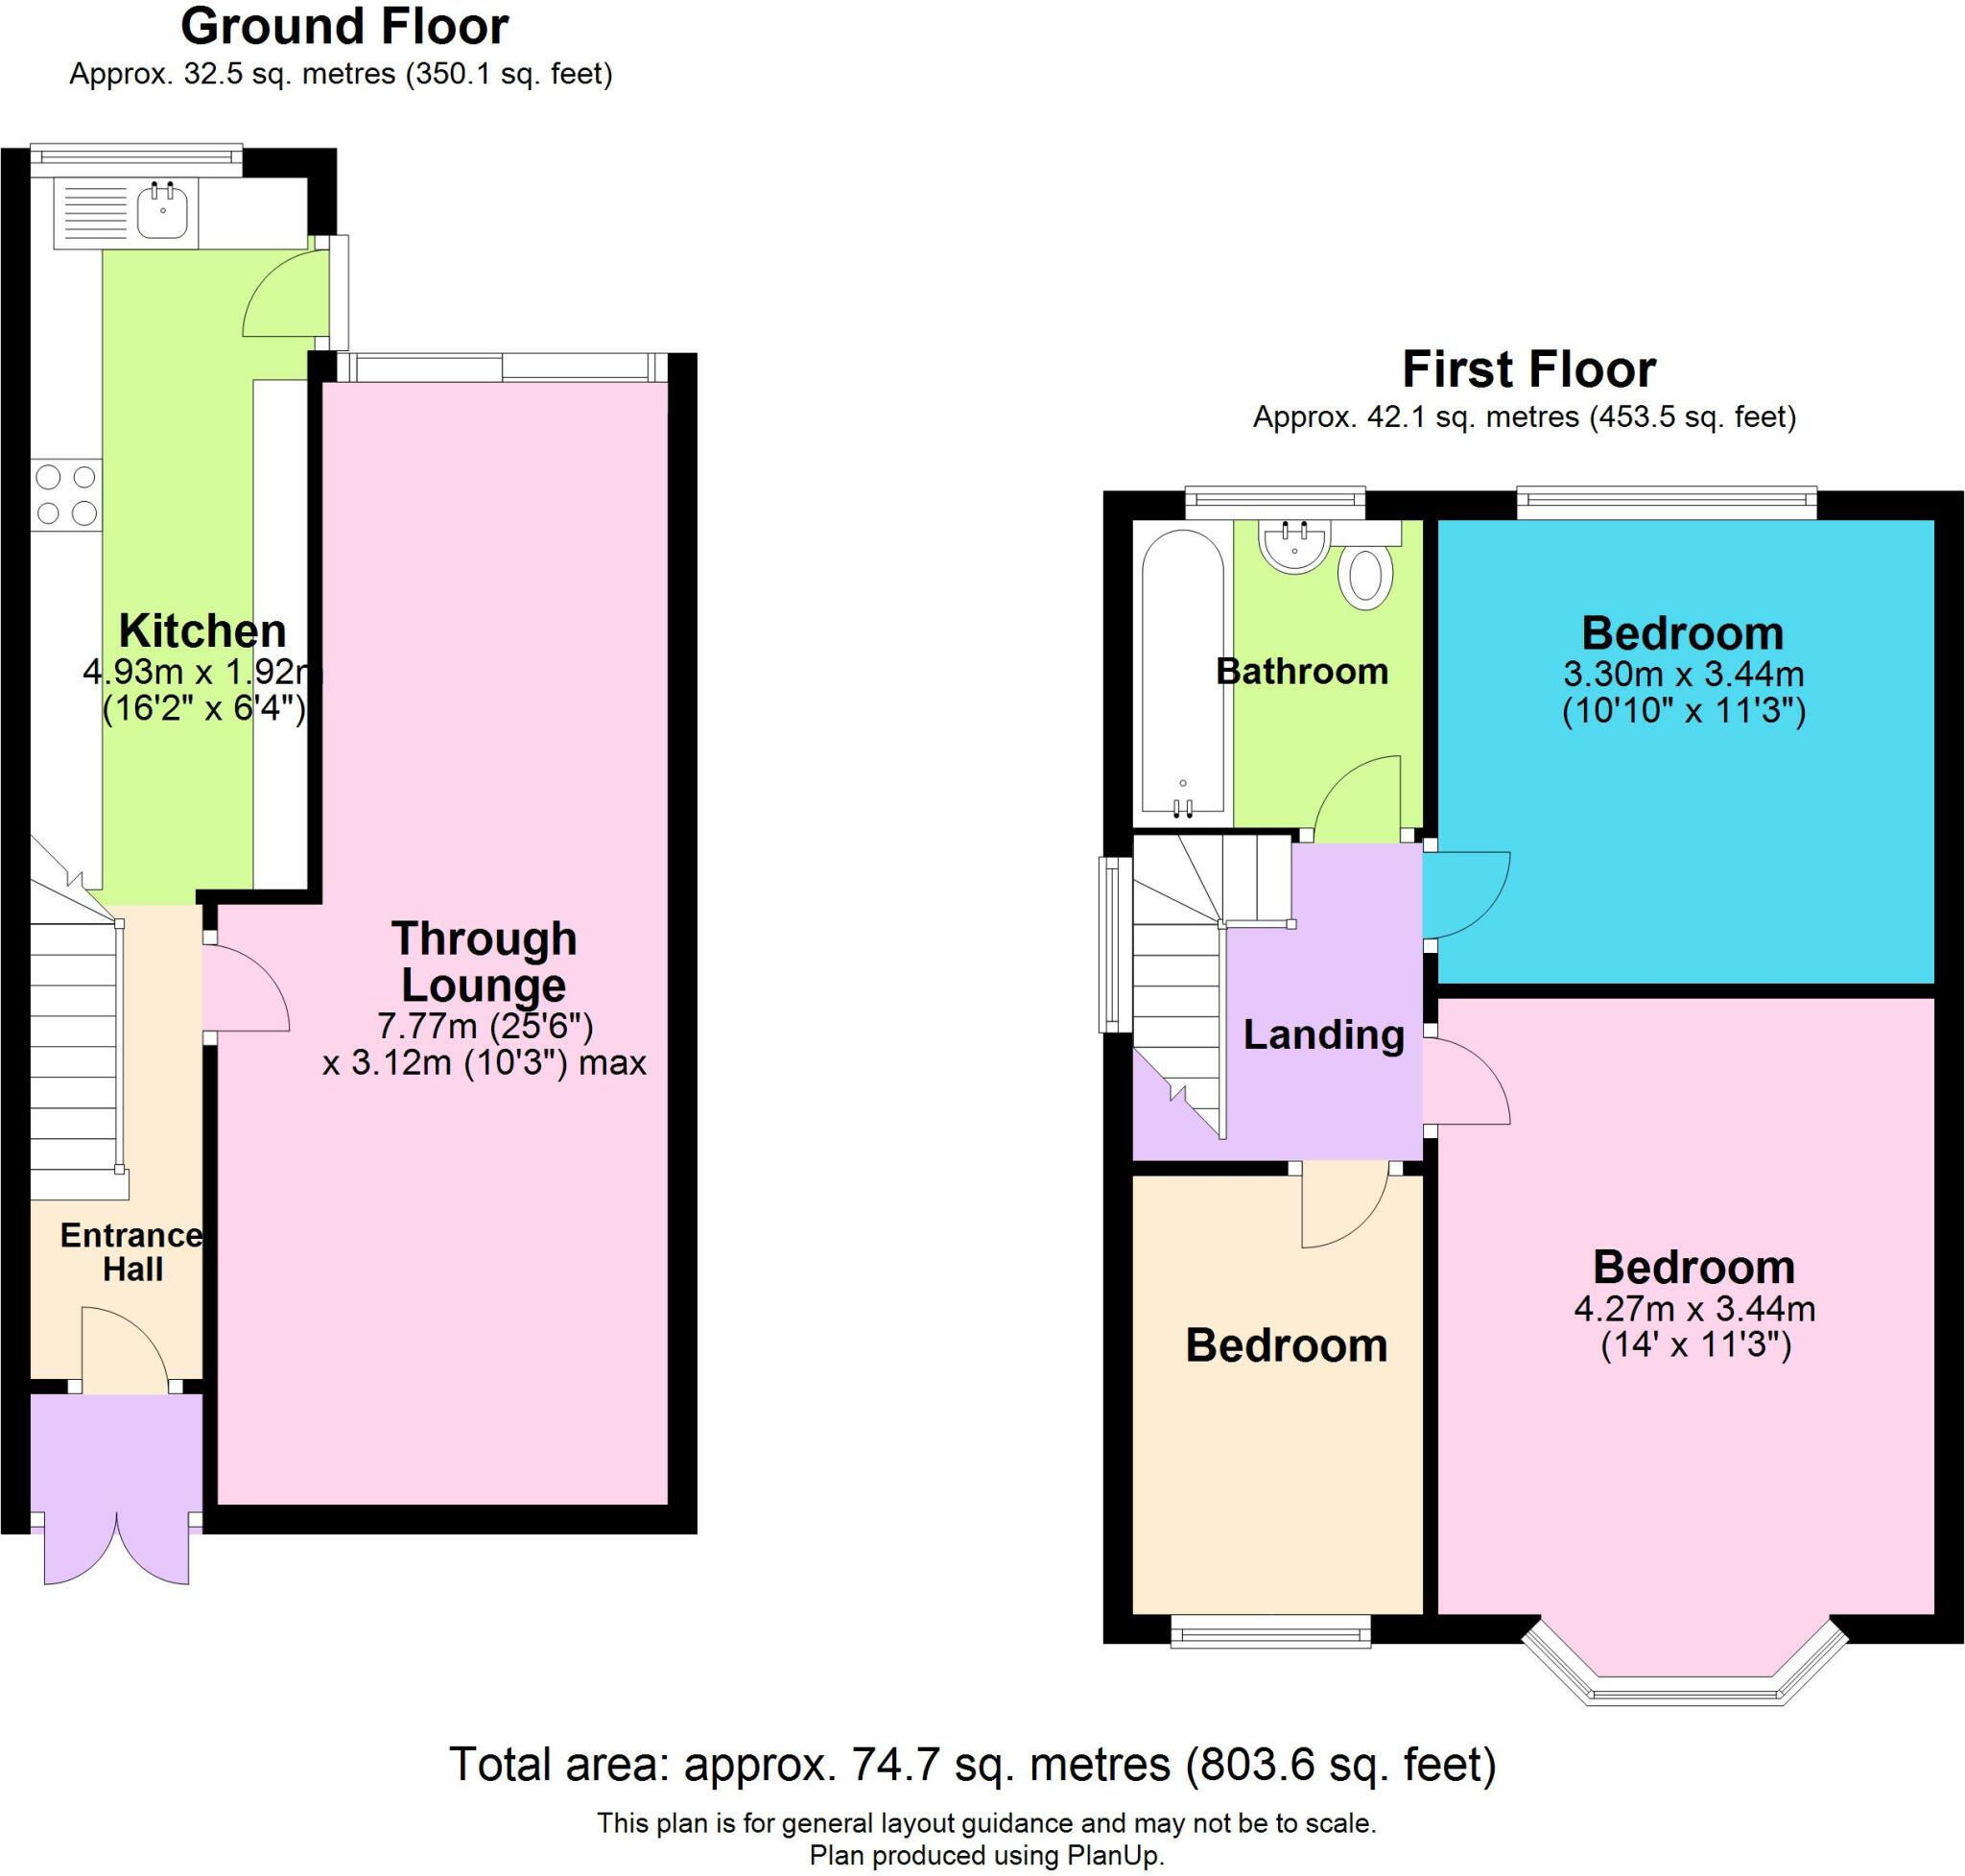 Ground Floor
Approx. 32.5 sq. metres (350.1 sq. feet)
Kitchen
4.93m x 1.92m
(16'2" x 6'4")
Through
Lounge
7.77m (25'6")
x 3.12m (10'3") max
Entrance
Hall
First Floor
Approx. 42.1 sq. metres (453.5 sq. feet)
Bathroom
Bedroom
3.30m x 3.44m
(10'10" x 11'3")
Landing
Bedroom
4.27m x 3.44m
(14' x 11'3")
Bedroom
Total area: approx. 74.7 sq. metres (803.6 sq. feet)
This plan is for general layout guidance and may not be to scale.
Plan produced using PlanUp.